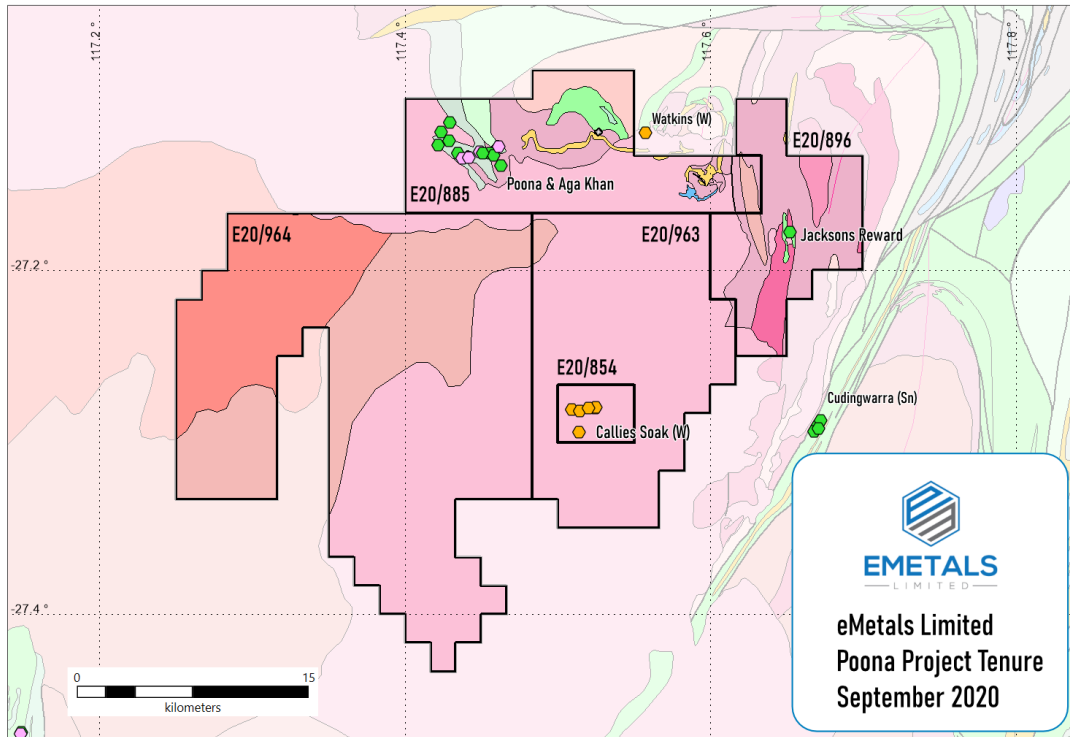 117.2 °
117.4 °
117.6 °
117.8 °
Watkins (W)
E20/896
Poona & Aga Khan
E20/885
E20/964
E20/963
Jacksons Reward
-27.2 °
E20/854
Cudingwarra (Sn)
Callies Soak (W)
-27.4 °
EMETALS
LIMITED
eMetals Limited
Poona Project Tenure
September 2020
0
15
kilometers